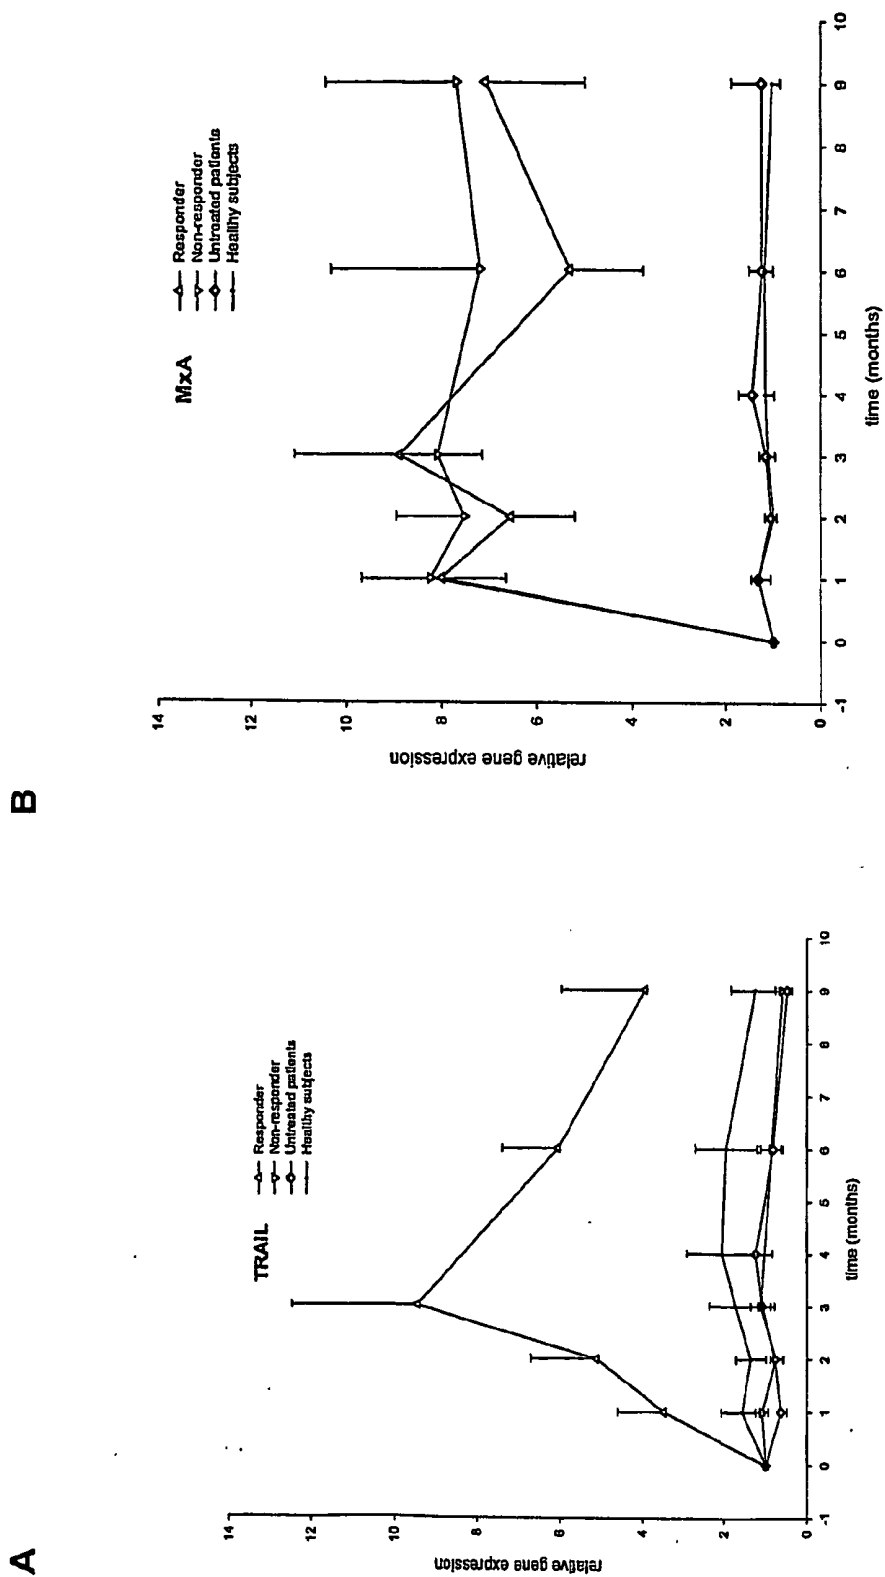 A
TRAIL
Responder
Non-responder
Untreated patients
Healthy subjects
relative gene expression
14
12
10
8
6
4
2
0
-1
0
1
2
3
4
5
6
7
8
9
10
time (months)
B
MxA
Responder
Non-responder
Untreated patients
Healthy subjects
relative gene expression
14
12
10
8
6
4
2
0
-1
0
1
2
3
4
5
6
7
8
9
10
time (months)